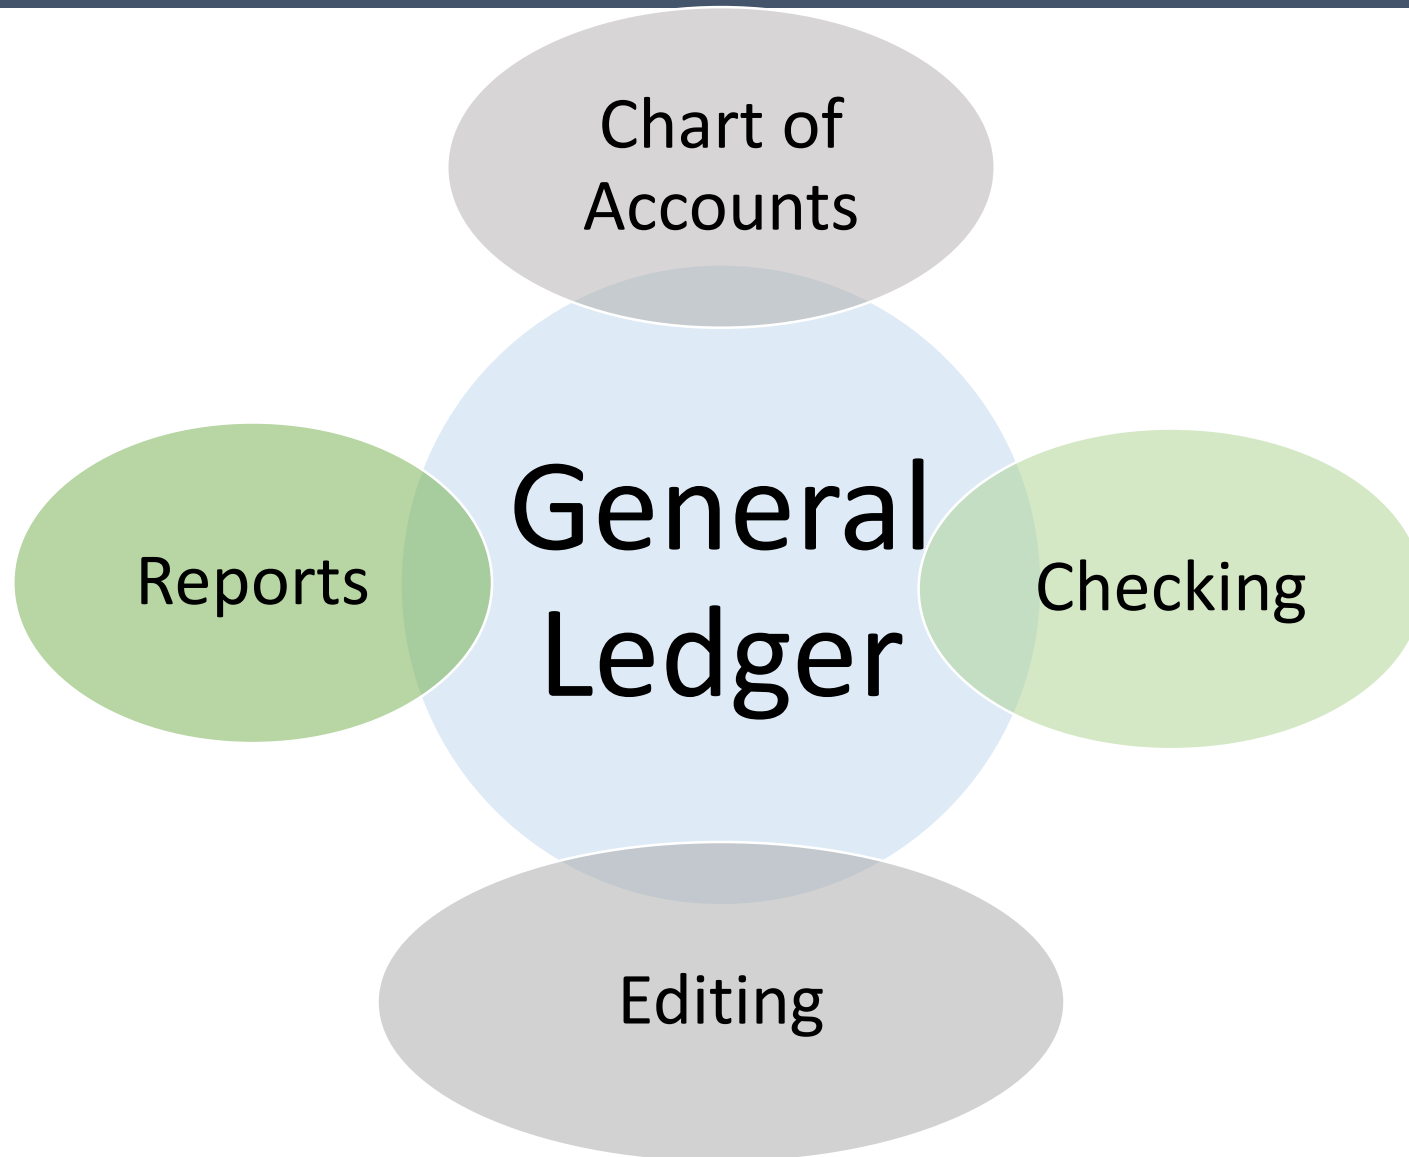 Chart of
Accounts
General
Ledger
Reports
Checking
Editing